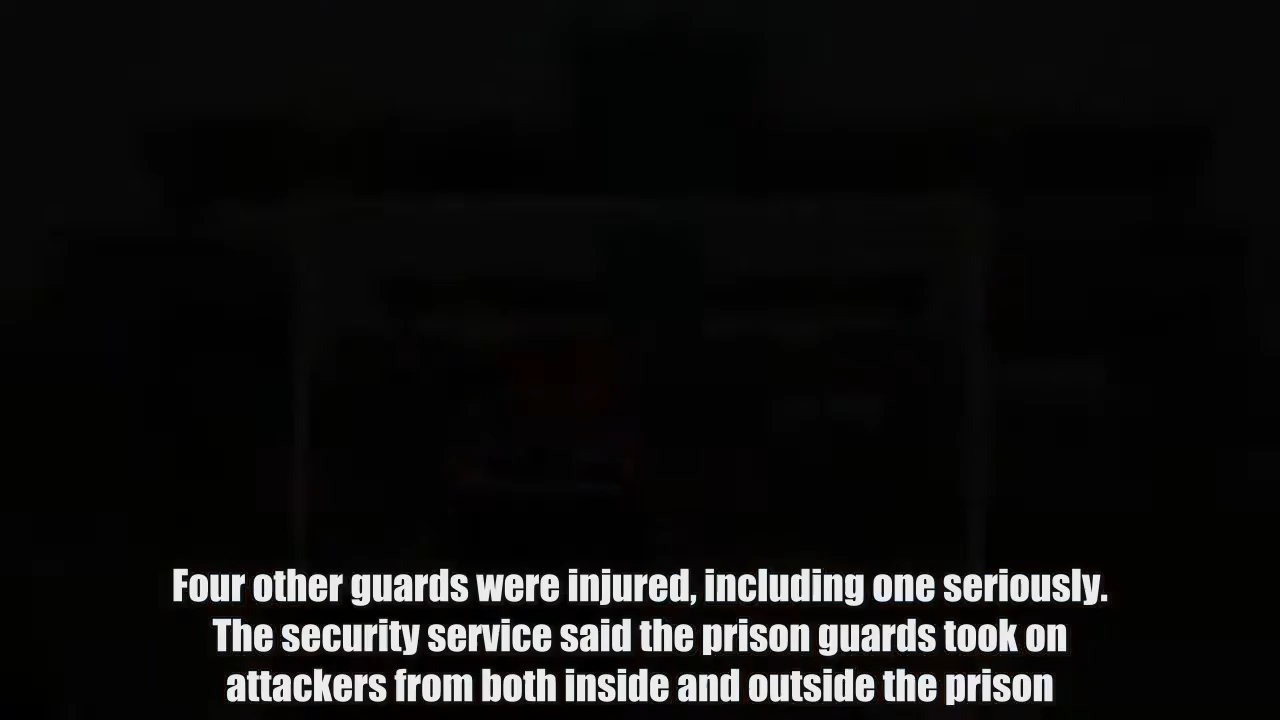 Four other guards were injured, including one seriously.
The security service said the prison guards took on
attackers from both inside and outside the prison